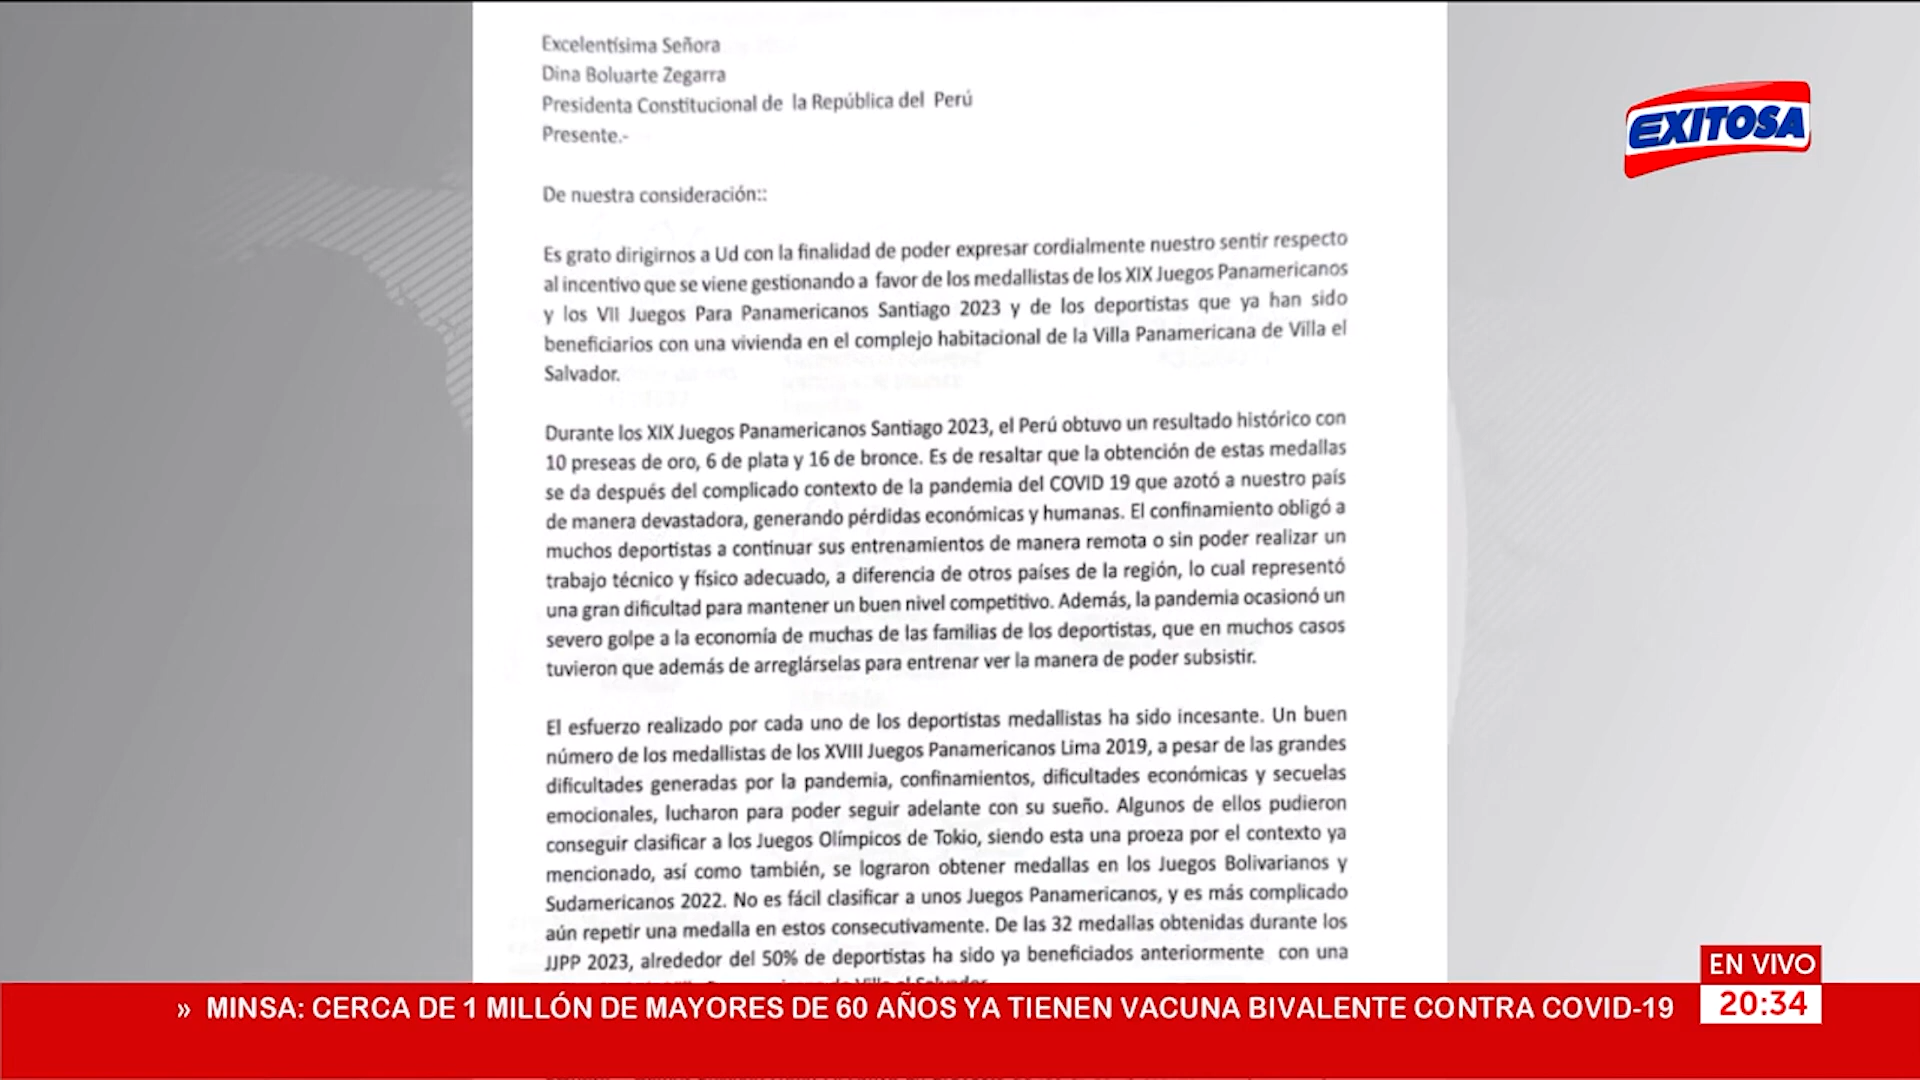 Excelentísima Señora
Dina Boluarte Zegarra
Presidenta Constitucional de la República del Perú
Presente.-
De nuestra consideración::
Es grato dirigirnos a Ud con la finalidad de poder expresar cordialmente nuestro sentir respecto
al incentivo que se viene gestionando a favor de los medallistas de los XIX Juegos Panamericanos
y los VII Juegos Para Panamericanos Santiago 2023 y de los deportistas que ya han sido
beneficiarios con una vivienda en el complejo habitacional de la Villa Panamericana de Villa el
Salvador.
Durante los XIX Juegos Panamericanos Santiago 2023, el Perú obtuvo un resultado histórico con
10 preseas de oro, 6 de plata y 16 de bronce. Es de resaltar que la obtención de estas medallas
se da después del complicado contexto de la pandemia del COVID 19 que azotó a nuestro país
de manera devastadora, generando pérdidas económicas y humanas. El confinamiento obligó a
muchos deportistas a continuar sus entrenamientos de manera remota o sin poder realizar un
trabajo técnico y físico adecuado, a diferencia de otros países de la región, lo cual representó
una gran dificultad para mantener un buen nivel competitivo. Además, la pandemia ocasionó un
severo golpe a la economía de muchas de las familias de los deportistas, que en muchos casos
tuvieron que además de arreglárselas para entrenar ver la manera de poder subsistir.
El esfuerzo realizado por cada uno de los deportistas medallistas ha sido incesante. Un buen
número de los medallistas de los XVIII Juegos Panamericanos Lima 2019, a pesar de las grandes
dificultades generadas por la pandemia, confinamientos, dificultades económicas y secuelas
emocionales, lucharon para poder seguir adelante con su sueño. Algunos de ellos pudieron
conseguir clasificar a los Juegos Olímpicos de Tokio, siendo esta una proeza por el contexto ya
mencionado, así como también, se lograron obtener medallas en los Juegos Bolivarianos y
Sudamericanos 2022. No es fácil clasificar a unos Juegos Panamericanos, y es más complicado
aún repetir una medalla en estos consecutivamente. De las 32 medallas obtenidas durante los
JJPP 2023, alrededor del 50% de deportistas ha sido ya beneficiados anteriormente con una
EXITOSA
EN VIVO
20:34
» MINSA: CERCA DE 1 MILLÓN DE MAYORES DE 60 AÑOS YA TIENEN VACUNA BIVALENTE CONTRA COVID-19